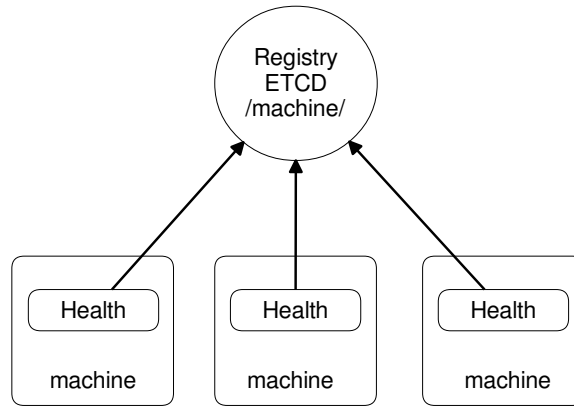 Registry
ETCD
/machine/
Health
Health
Health
machine
machine
machine